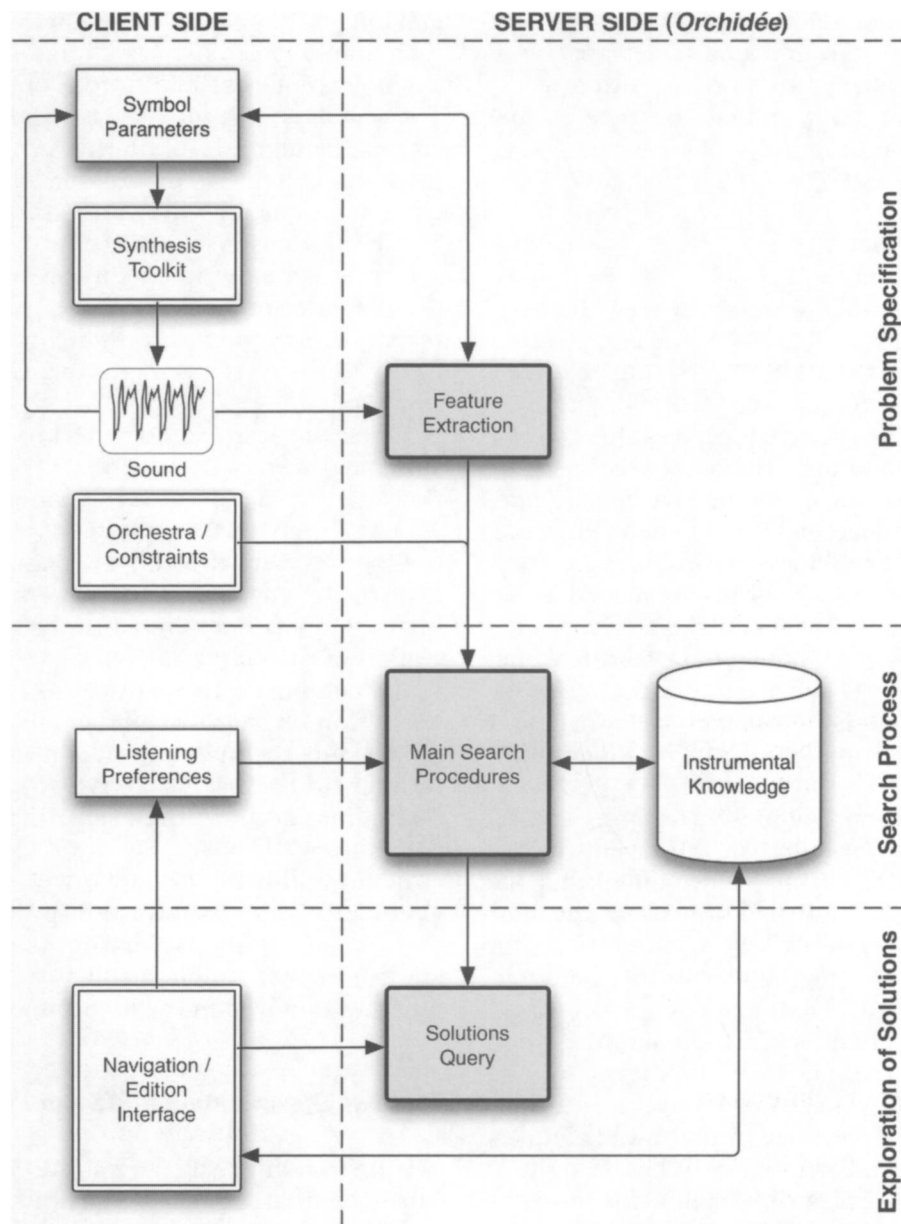 CLIENT SIDE
SERVER SIDE (Orchidée)
Symbol
Parameters
Synthesis
Toolkit
Sound
Feature
Extraction
Orchestra /
Constraints
Problem Specification
Listening
Preferences
Main Search
Procedures
Instrumental
Knowledge
Search Process
Navigation /
Edition
Interface
Solutions
Query
Exploration of Solutions